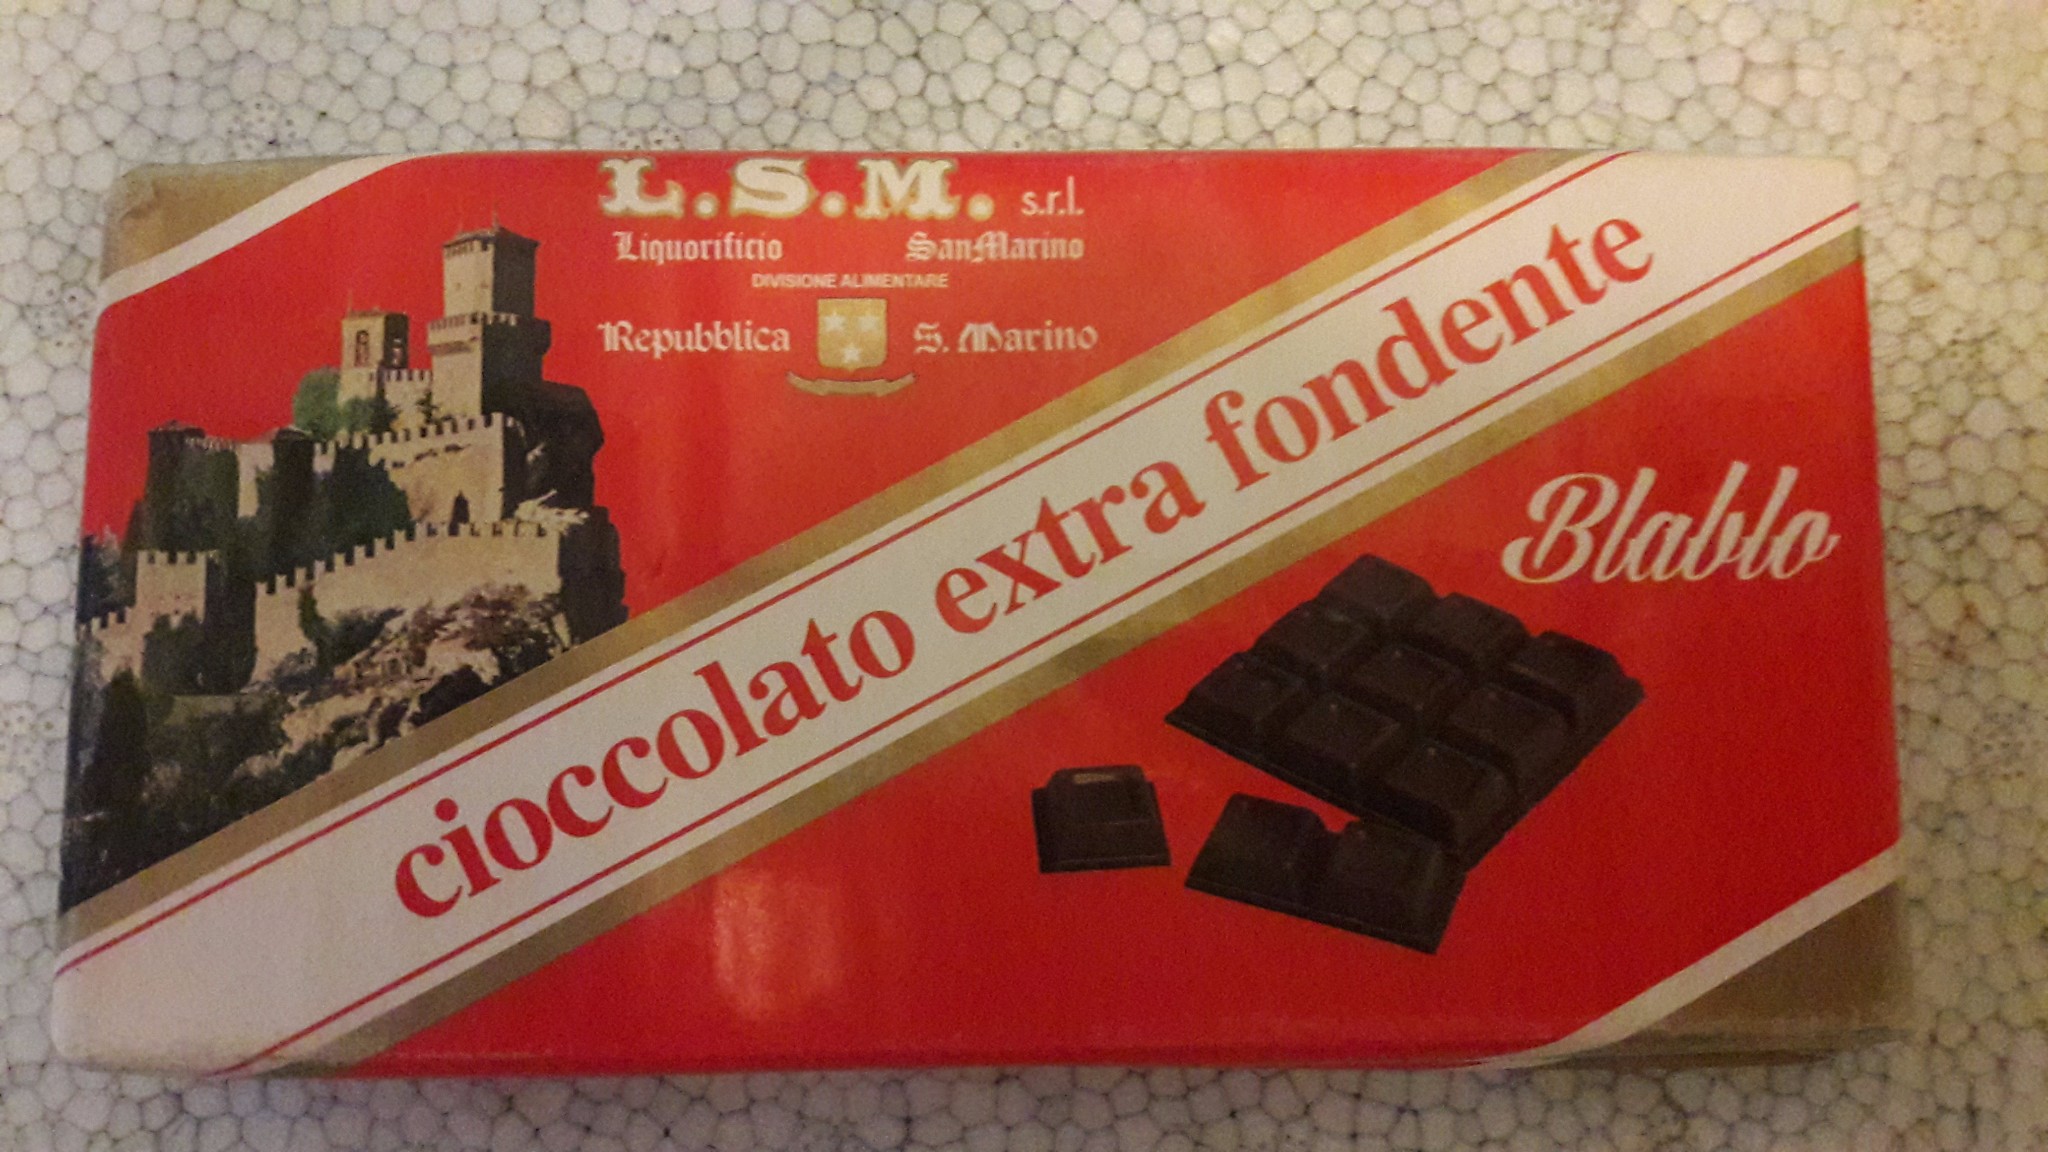 L.S.M. s.r.l.
Liquorificio SanMarino
DIVISIONE ALIMENTARE
Repubblica S. Marino
cioccolato extra fondente
Blablo